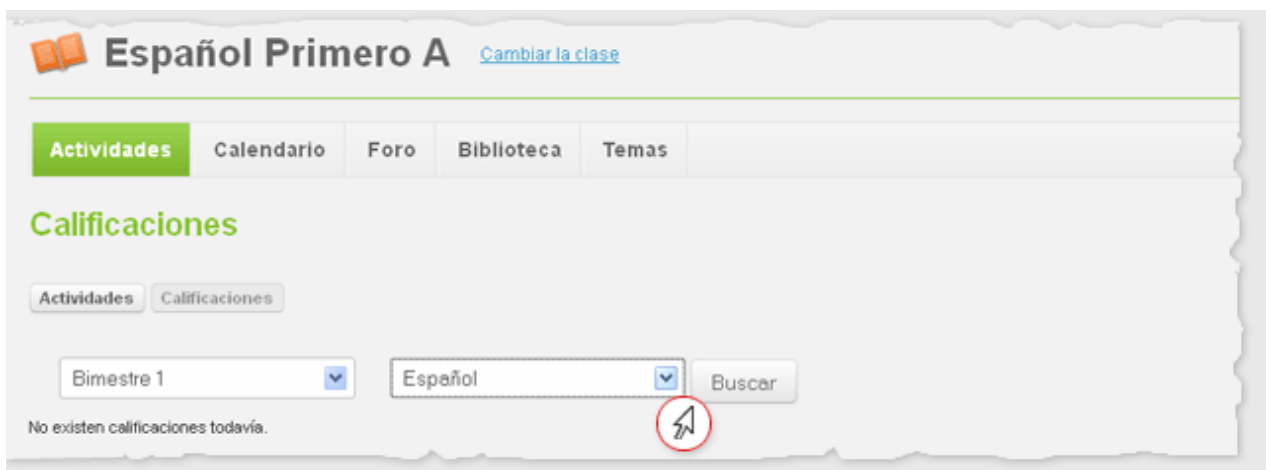 Español Primero A Cambiar la clase
Actividades Calendario Foro Biblioteca Temas
Calificaciones
Actividades Calificaciones
Bimestre 1 Español Buscar
No existen calificaciones todavía.